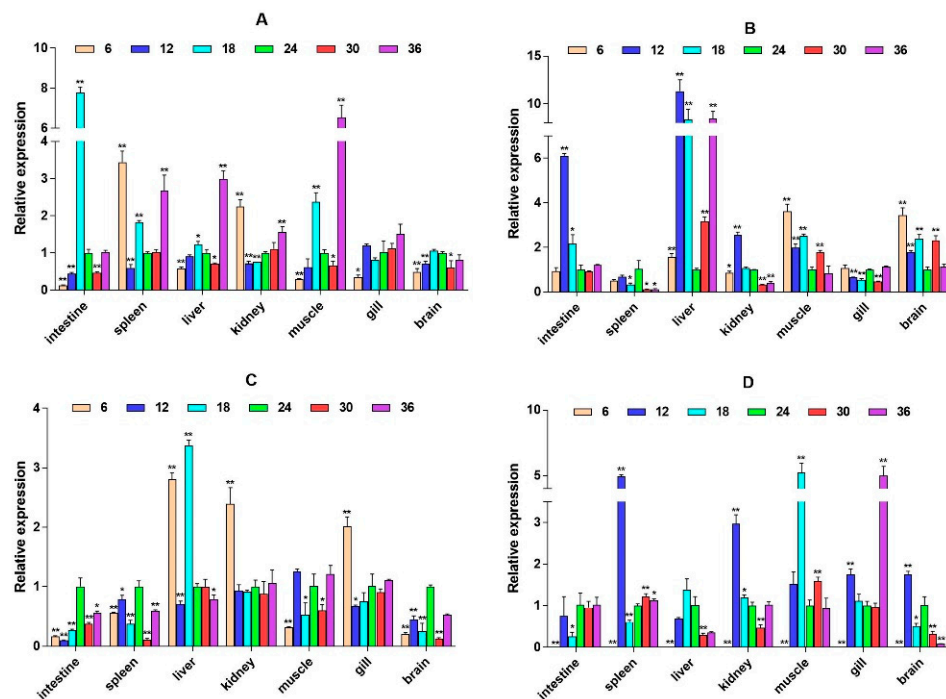 A
6 12 18 24 30 36
Relative expression
10
8
6
4
3
2
1
0
** ** ** ** ** ** ** ** ** * ** * ** ** ** ** ** ** * ** * ** ** *
intestine spleen liver kidney muscle gill brain
B
6 12 18 24 30 36
Relative expression
15
10
6
4
2
0
** * * * * ** ** ** ** ** * ** ** ** ** ** ** ** ** ** ** ** ** ** **
intestine spleen liver kidney muscle gill brain
C
6 12 18 24 30 36
Relative expression
4
3
2
1
0
** ** ** ** * ** * ** ** ** ** * ** * ** ** * * ** * ** ** ** **
intestine spleen liver kidney muscle gill brain
D
6 12 18 24 30 36
Relative expression
10
5
3
2
1
0
** * ** ** ** ** * ** ** ** ** * ** ** ** ** ** ** ** ** ** * ** **
intestine spleen liver kidney muscle gill brain